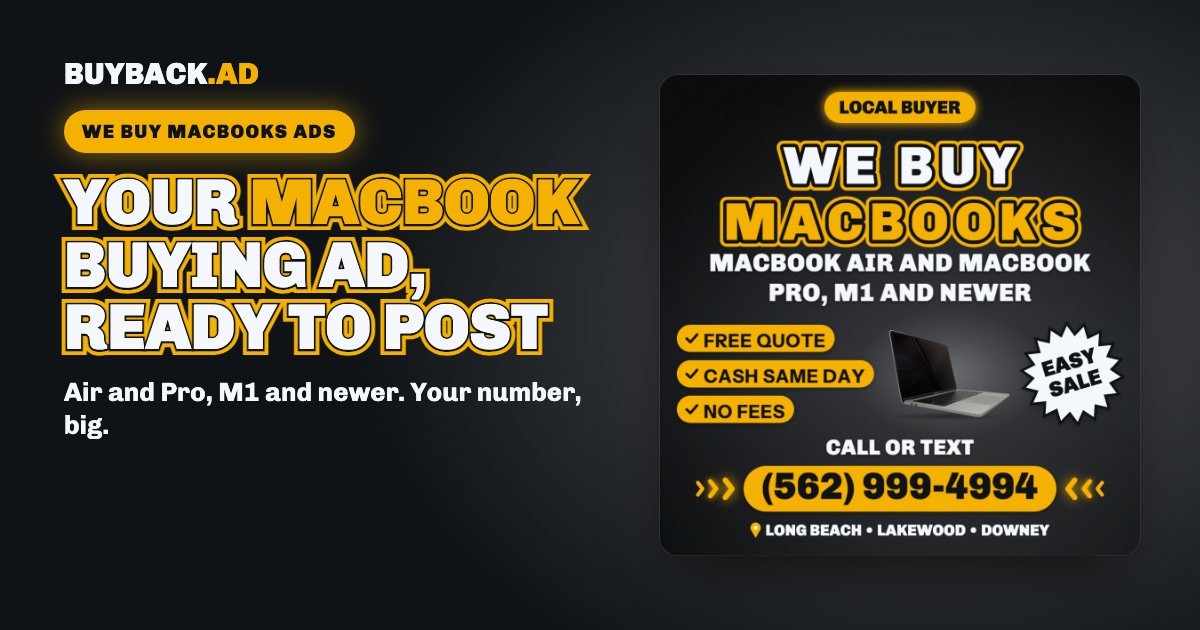 BUYBACK.AD
WE BUY MACBOOKS ADS
YOUR MACBOOK
BUYING AD,
READY TO POST
Air and Pro, M1 and newer. Your number,
big.
LOCAL BUYER
WE BUY
MACBOOKS
MACBOOK AIR AND MACBOOK
PRO, M1 AND NEWER
FREE QUOTE
CASH SAME DAY
NO FEES
EASY
SALE
CALL OR TEXT
(562) 999-4994
LONG BEACH • LAKEWOOD • DOWNEY